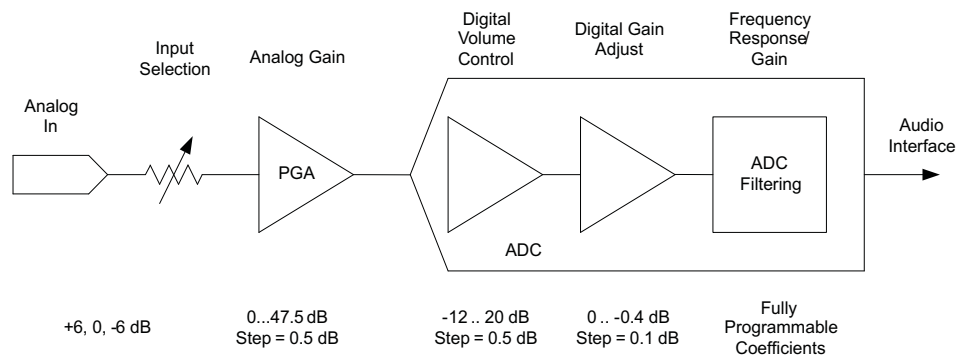 Analog
In
Input
Selection
Analog Gain
Digital
Volume
Control
Digital Gain
Adjust
Frequency
Response/
Gain
Audio
Interface
PGA
ADC
ADC
Filtering
+6, 0, -6 dB
0...47.5 dB
Step = 0.5 dB
-12 .. 20 dB
Step = 0.5 dB
0 .. -0.4 dB
Step = 0.1 dB
Fully
Programmable
Coefficients